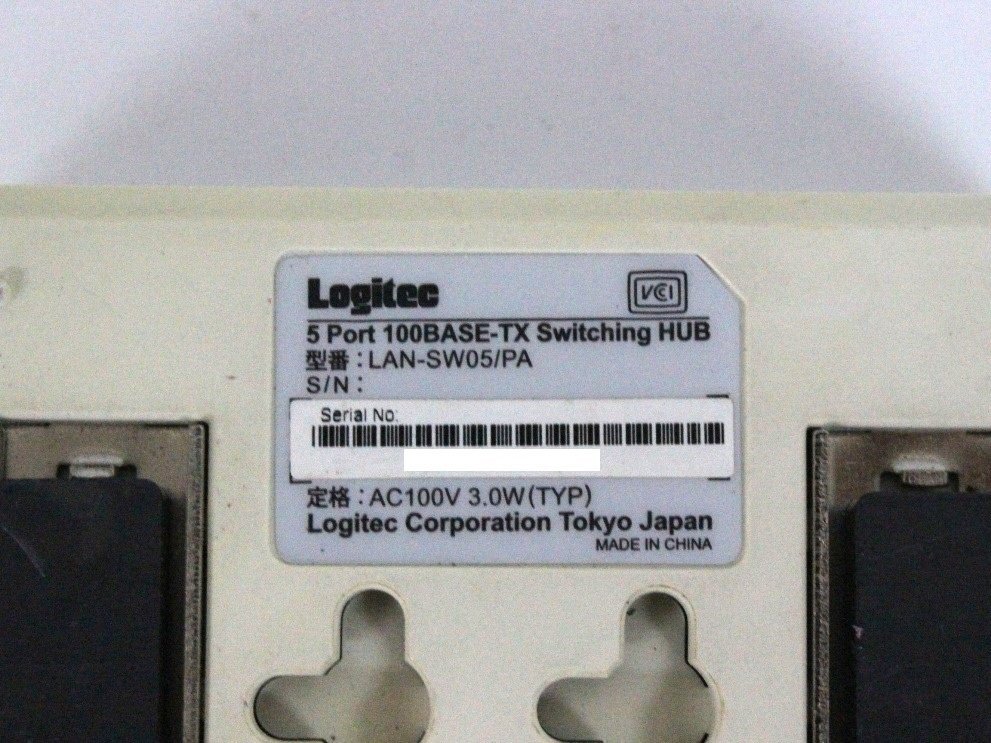 Logitec
VCI
5 Port 100BASE-TX Switching HUB
型番：LAN-SW05/PA
S/N：
Serial No:
定格：AC100V 3.0W(TYP)
Logitec Corporation Tokyo Japan
MADE IN CHINA